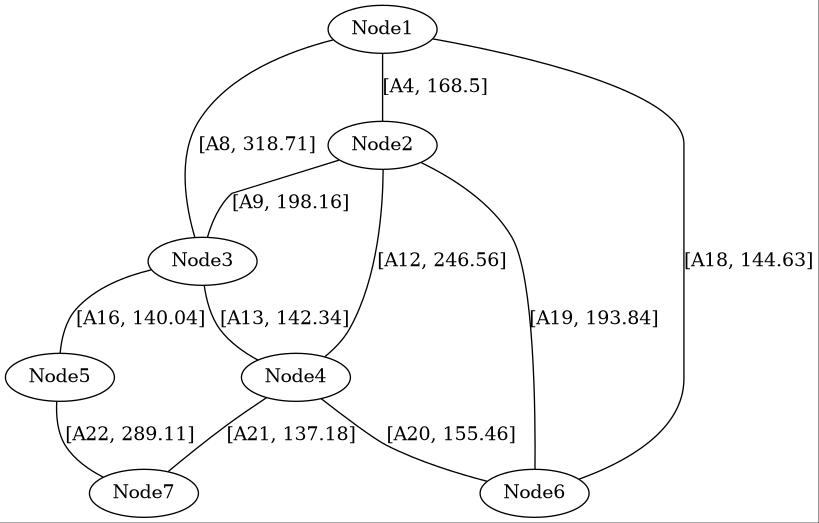 Node1
[A4, 168.5]
[A8, 318.71]
Node2
[A9, 198.16]
Node3
[A12, 246.56]
[A18, 144.63]
[A16, 140.04]
[A13, 142.34]
[A19, 193.84]
Node5
Node4
[A22, 289.11]
[A21, 137.18]
[A20, 155.46]
Node7
Node6